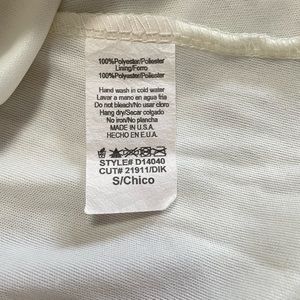 100%Polyester/Poliester
Lining/Forro
100%Polyester/Poliester
Hand wash in cold water
Lavar a mano en agua fria
Do not bleach/No usar cloro
Hang dry/Secar colgado
No iron/No plancha
MADE IN U.S.A.
HECHO EN E.U.A.
STYLE# D14040
CUT# 21911/DIK
S/Chico